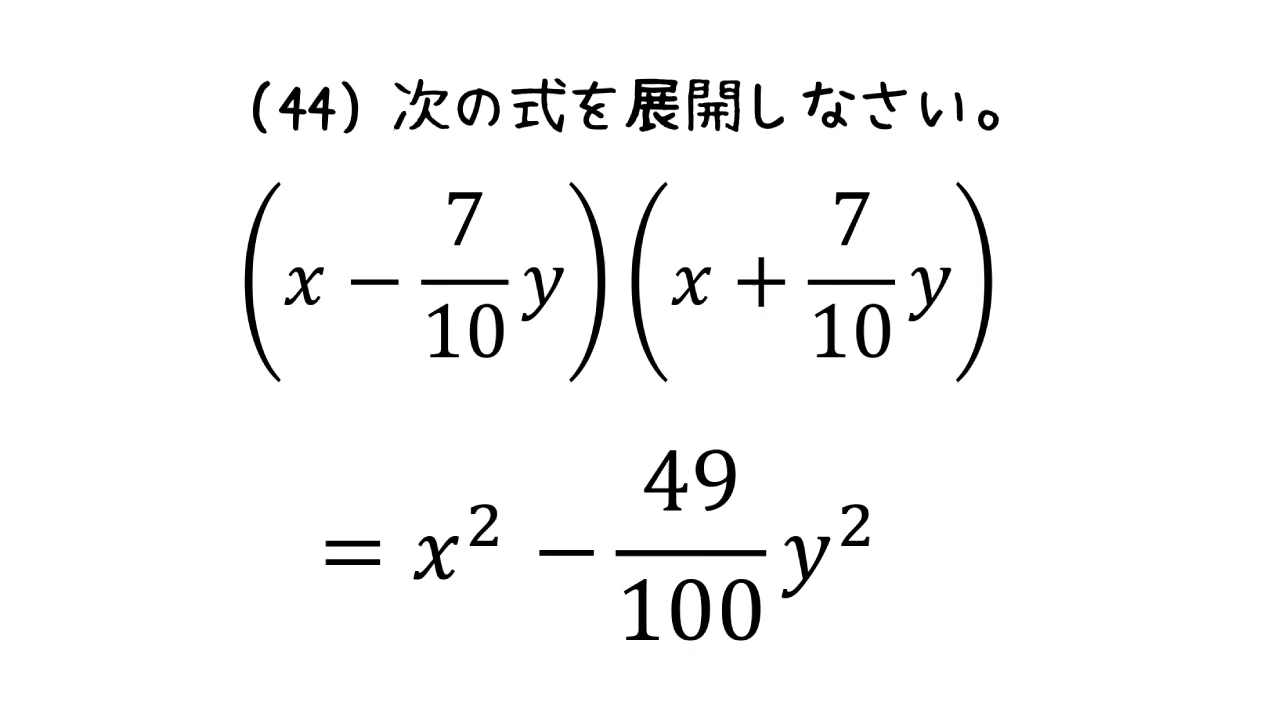 (44) 次の式を展開しなさい。
(x − 7/10 y)(x + 7/10 y)
= x² − 49/100 y²